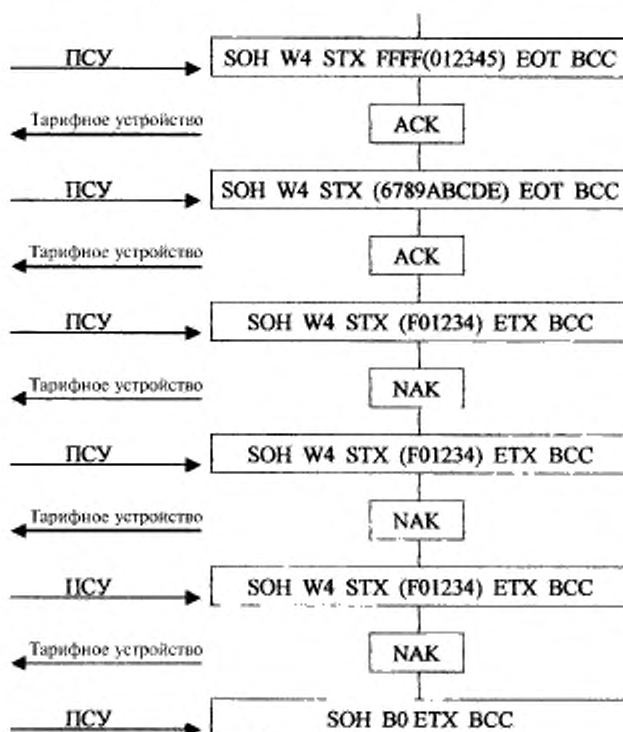 ПСУ SOH W4 STX FFFF(012345) EOT BCC
Тарифное устройство ACK
ПСУ SOH W4 STX (6789ABCDE) EOT BCC
Тарифное устройство ACK
ПСУ SOH W4 STX (F01234) ETX BCC
Тарифное устройство NAK
ПСУ SOH W4 STX (F01234) ETX BCC
Тарифное устройство NAK
ПСУ SOH W4 STX (F01234) ETX BCC
Тарифное устройство NAK
ПСУ SOH B0 ETX BCC